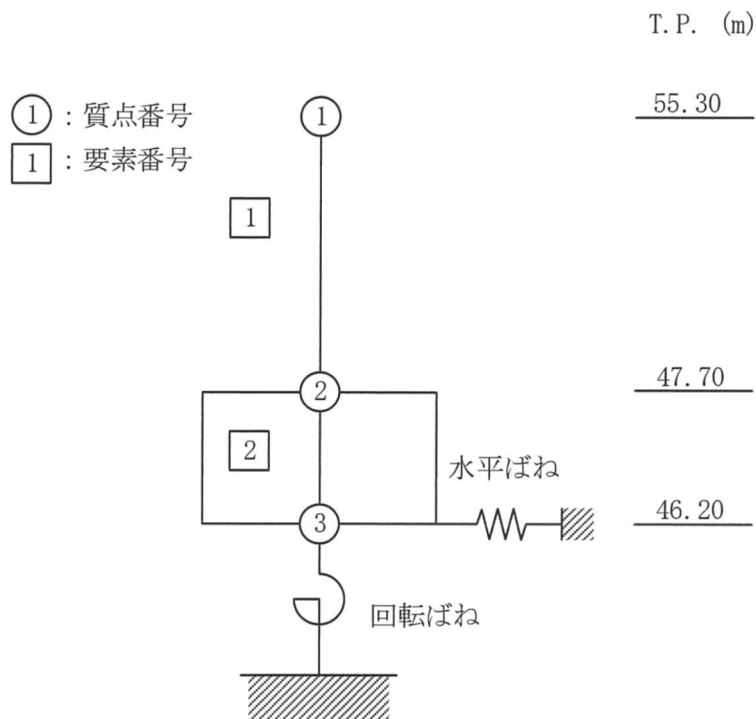 T.P. (m)
① : 質点番号
1 : 要素番号
①
55.30
1
②
47.70
2
水平ばね
③
46.20
回転ばね